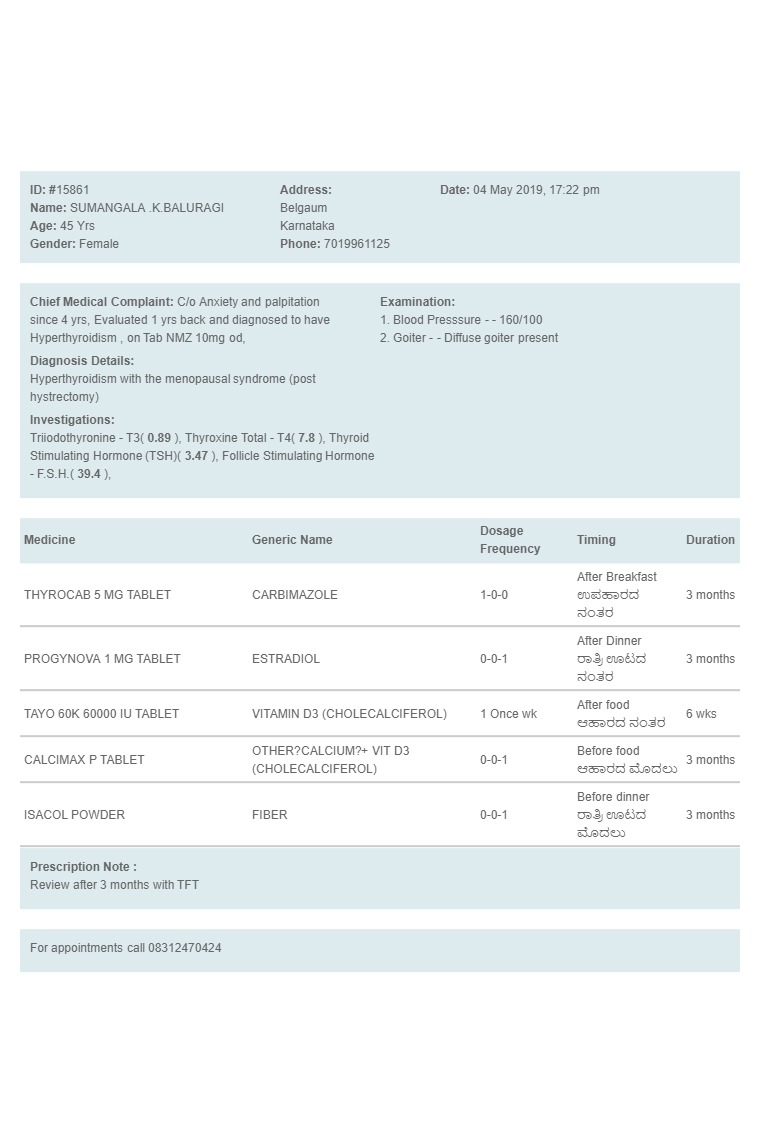 ID: #15861
Name: SUMANGALA .K.BALURAGI
Age: 45 Yrs
Gender: Female
Address:
Belgaum
Karnataka
Phone: 7019961125
Date: 04 May 2019, 17:22 pm
Chief Medical Complaint: C/o Anxiety and palpitation
since 4 yrs, Evaluated 1 yrs back and diagnosed to have
Hyperthyroidism , on Tab NMZ 10mg od,
Diagnosis Details:
Hyperthyroidism with the menopausal syndrome (post
hystrectomy)
Investigations:
Triiodothyronine - T3( 0.89 ), Thyroxine Total - T4( 7.8 ), Thyroid
Stimulating Hormone (TSH)( 3.47 ), Follicle Stimulating Hormone
- F.S.H.( 39.4 ),
Examination:
1. Blood Presssure - - 160/100
2. Goiter - - Diffuse goiter present
Medicine Generic Name Dosage Frequency Timing Duration
THYROCAB 5 MG TABLET CARBIMAZOLE 1-0-0 After Breakfast 3 months
ಉಪಹಾರದ
ನಂತರ
PROGYNOVA 1 MG TABLET ESTRADIOL 0-0-1 After Dinner 3 months
ರಾತ್ರಿ ಊಟದ
ನಂತರ
TAYO 60K 60000 IU TABLET VITAMIN D3 (CHOLECALCIFEROL) 1 Once wk After food 6 wks
ಆಹಾರದ ನಂತರ
CALCIMAX P TABLET OTHER?CALCIUM?+ VIT D3 (CHOLECALCIFEROL) 0-0-1 Before food 3 months
ಆಹಾರದ ಮೊದಲು
ISACOL POWDER FIBER 0-0-1 Before dinner 3 months
ರಾತ್ರಿ ಊಟದ
ಮೊದಲು
Prescription Note :
Review after 3 months with TFT
For appointments call 08312470424